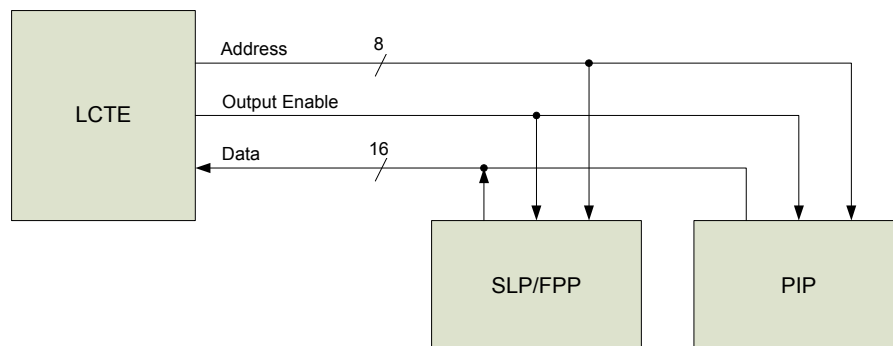 Address
8
Output Enable
LCTE
Data
16
SLP/FPP
PIP